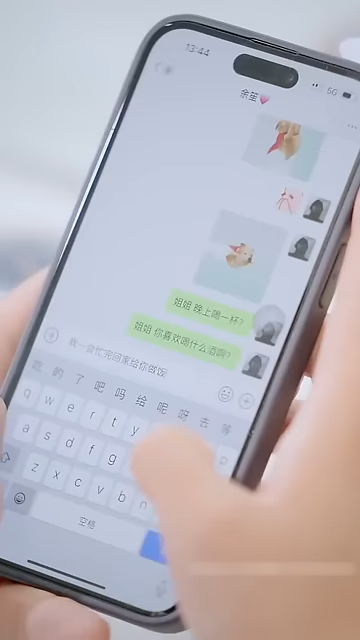 13:44
5G
余笙💗
姐姐 晚上喝一杯?
姐姐 你喜欢喝什么酒啊?
我一会忙完回家给你做饭
吃 的 了 吧 吗 给 呢 呀 去 等
q w e r t y
a s d f g
z x c v b n
空格